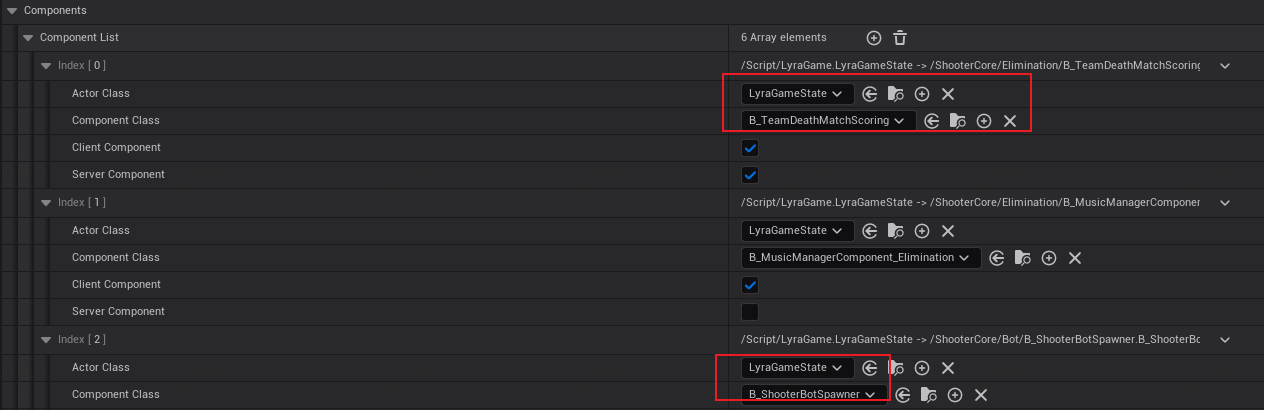 Components
Component List 6 Array elements
Index [ 0 ] /Script/LyraGame.LyraGameState -> /ShooterCore/Elimination/B_TeamDeathMatchScoring
Actor Class LyraGameState
Component Class B_TeamDeathMatchScoring
Client Component
Server Component
Index [ 1 ] /Script/LyraGame.LyraGameState -> /ShooterCore/Elimination/B_MusicManagerComponer
Actor Class LyraGameState
Component Class B_MusicManagerComponent_Elimination
Client Component
Server Component
Index [ 2 ] /Script/LyraGame.LyraGameState -> /ShooterCore/Bot/B_ShooterBotSpawner.B_ShooterBc
Actor Class LyraGameState
Component Class B_ShooterBotSpawner